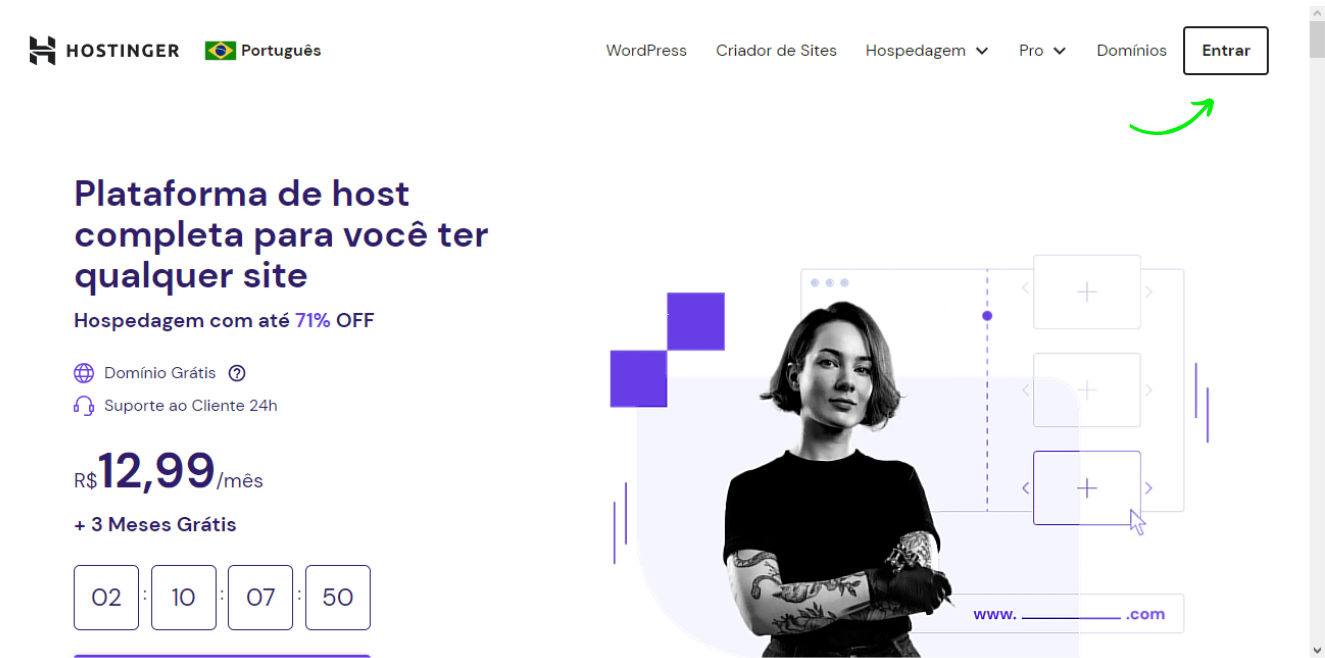 HOSTINGER Português WordPress Criador de Sites Hospedagem Pro Domínios Entrar
Plataforma de host
completa para você ter
qualquer site
Hospedagem com até 71% OFF
Domínio Grátis ?
Suporte ao Cliente 24h
R$12,99/mês
+ 3 Meses Grátis
02 : 10 : 07 : 50
www. ____________ .com